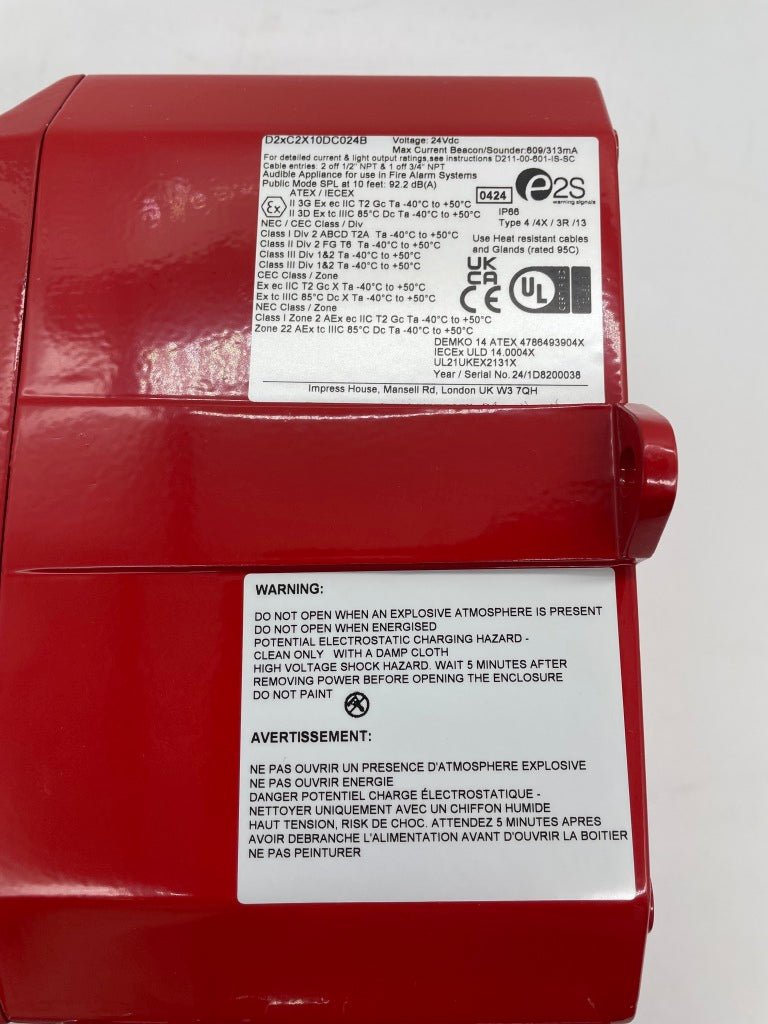 D2xC2X10DC024B Voltage: 24Vdc
Max Current Beacon/Sounder:609/313mA
For detailed current & light output ratings,see instructions D211-00-601-IS-SC
Cable entries: 2 off 1/2" NPT & 1 off 3/4" NPT
Audible Appliance for use in Fire Alarm Systems
Public Mode SPL at 10 feet: 92.2 dB(A)
ATEX / IECEX
Ex II 3G Ex ec IIC T2 Gc Ta -40°C to +50°C
II 3D Ex tc IIIC 85°C Dc Ta -40°C to +50°C
0424
e2S
warning signals
IP66
Type 4 /4X / 3R /13
NEC / CEC Class / Div
Class I Div 2 ABCD T2A Ta -40°C to +50°C
Class II Div 2 FG T6 Ta -40°C to +50°C
Class III Div 1&2 Ta -40°C to +50°C
Class III Div 1&2 Ta -40°C to +50°C
CEC Class / Zone
Ex ec IIC T2 Gc X Ta -40°C to +50°C
Ex tc IIIC 85°C Dc X Ta -40°C to +50°C
NEC Class / Zone
Class I Zone 2 AEx ec IIC T2 Gc Ta -40°C to +50°C
Zone 22 AEx tc IIIC 85°C Dc Ta -40°C to +50°C
Use Heat resistant cables
and Glands (rated 95C)
UK
CA
CE
UL
DEMKO 14 ATEX 4786493904X
IECEx ULD 14.0004X
UL21UKEX2131X
Year / Serial No. 24/1D8200038
Impress House, Mansell Rd, London UK W3 7QH
WARNING:
DO NOT OPEN WHEN AN EXPLOSIVE ATMOSPHERE IS PRESENT
DO NOT OPEN WHEN ENERGISED
POTENTIAL ELECTROSTATIC CHARGING HAZARD -
CLEAN ONLY WITH A DAMP CLOTH
HIGH VOLTAGE SHOCK HAZARD. WAIT 5 MINUTES AFTER
REMOVING POWER BEFORE OPENING THE ENCLOSURE
DO NOT PAINT
AVERTISSEMENT:
NE PAS OUVRIR UN PRESENCE D'ATMOSPHERE EXPLOSIVE
NE PAS OUVRIR ENERGIE
DANGER POTENTIEL CHARGE ÉLECTROSTATIQUE -
NETTOYER UNIQUEMENT AVEC UN CHIFFON HUMIDE
HAUT TENSION, RISK DE CHOC. ATTENDEZ 5 MINUTES APRES
AVOIR DEBRANCHE L'ALIMENTATION AVANT D'OUVRIR LA BOITIER
NE PAS PEINTURER